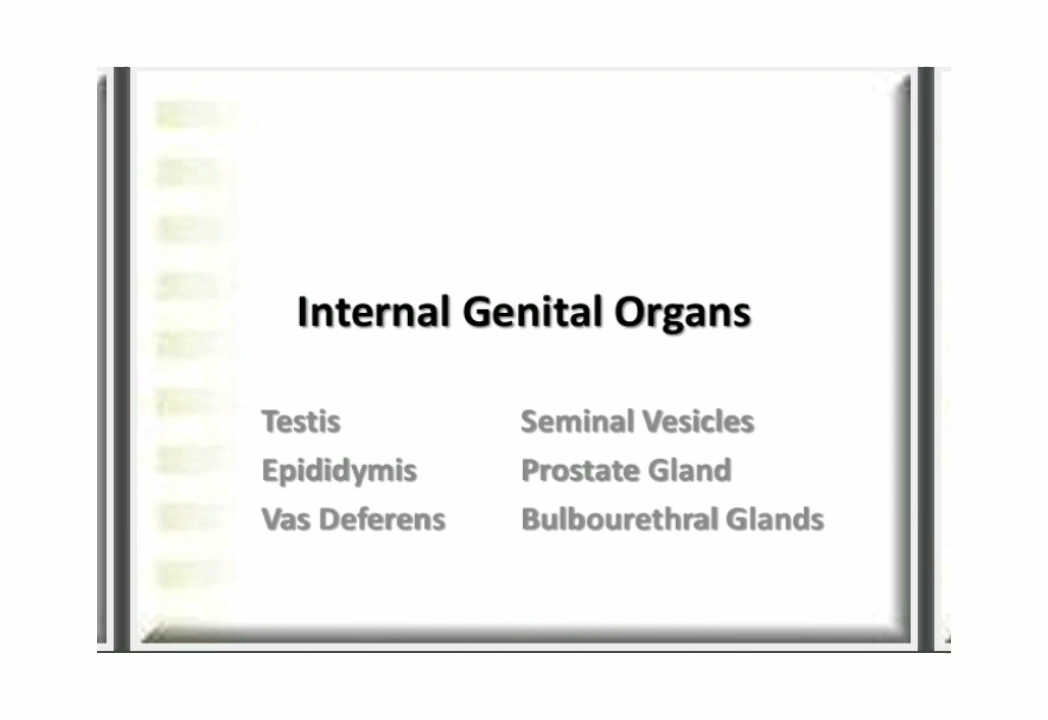 Internal Genital Organs
Testis
Epididymis
Vas Deferens
Seminal Vesicles
Prostate Gland
Bulbourethral Glands